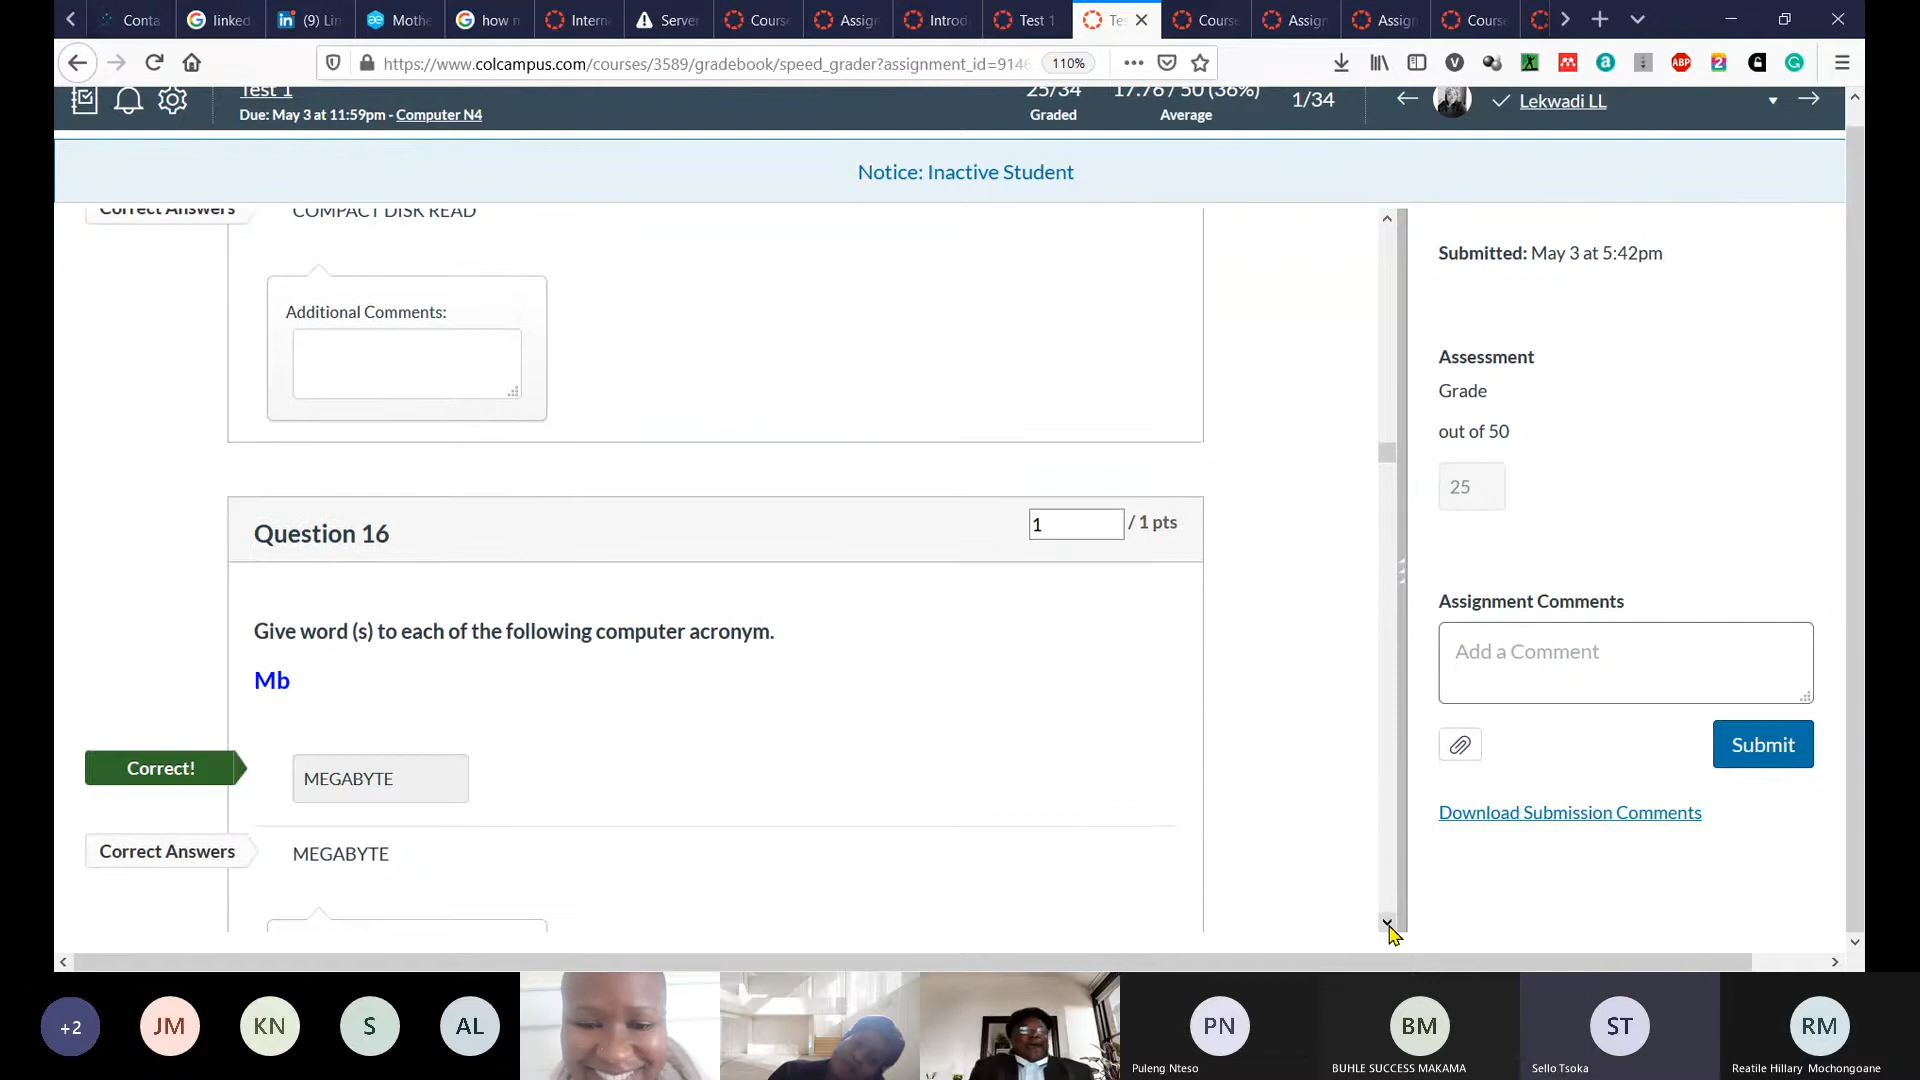 Conta
linked
(9) Lin
Mothe
how
Intern
Server
Course
Assign
Introd
Test 1
Tes
Course
Assign
Assign
Course
https://www.colcampus.com/courses/3589/gradebook/speed_grader?assignment_id=9146
110%
Test 1
Due: May 3 at 11:59pm - Computer N4
25/34
Graded
17.76 / 50 (36%)
Average
1/34
Lekwadi LL
Notice: Inactive Student
Correct Answers
COMPACT DISK READ
Additional Comments:
Question 16
1
/ 1 pts
Give word (s) to each of the following computer acronym.
Mb
Correct!
MEGABYTE
Correct Answers
MEGABYTE
Submitted: May 3 at 5:42pm
Assessment
Grade
out of 50
25
Assignment Comments
Add a Comment
Submit
Download Submission Comments
+2
JM
KN
S
AL
PN
Puleng Nteso
BM
BUHLE SUCCESS MAKAMA
ST
Sello Tsoka
RM
Reatile Hillary Mochongoane